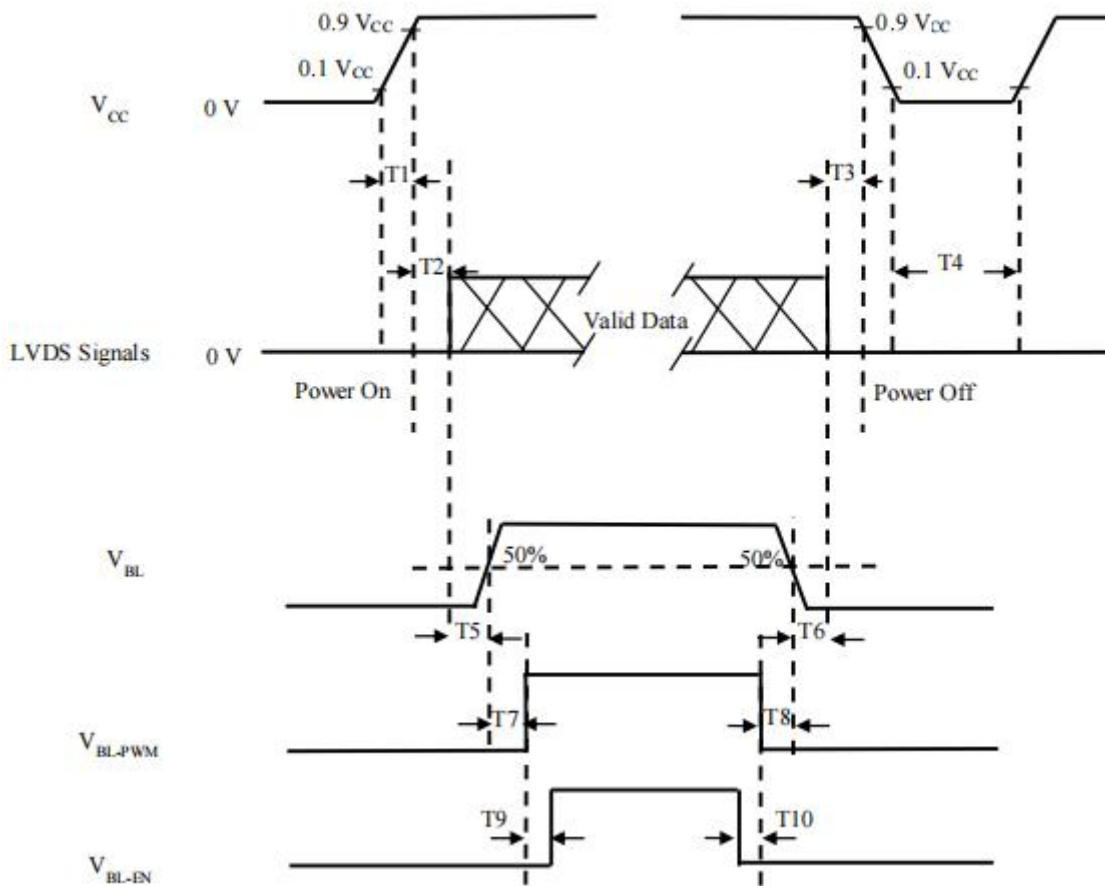 0.9 VCC
0.9 VCC
0.1 VCC
0.1 VCC
VCC
0 V
T1
T3
T2
T4
Valid Data
LVDS Signals
0 V
Power On
Power Off
VBL
50%
50%
T5
T6
T7
T8
VBL-PWM
T9
T10
VBL-EN